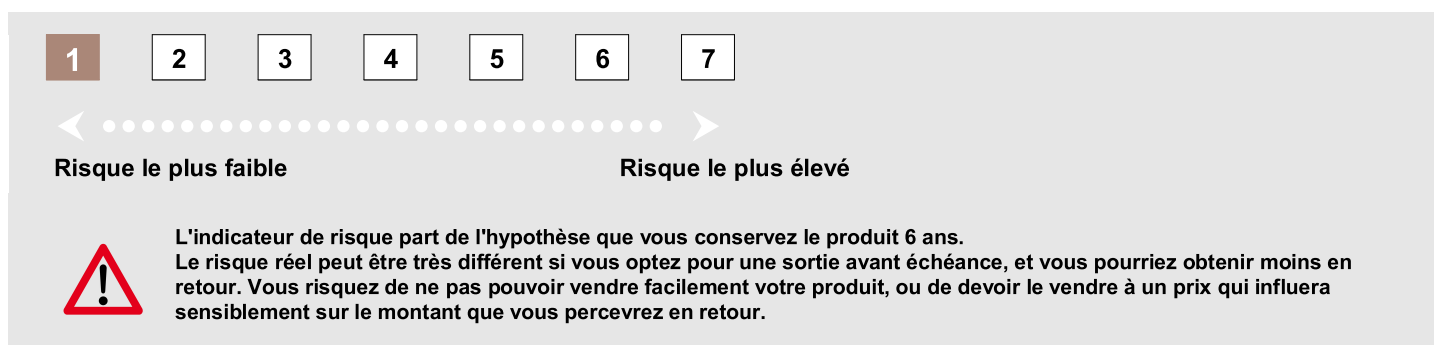 1 2 3 4 5 6 7
Risque le plus faible Risque le plus élevé
L'indicateur de risque part de l'hypothèse que vous conservez le produit 6 ans.
Le risque réel peut être très différent si vous optez pour une sortie avant échéance, et vous pourriez obtenir moins en
retour. Vous risquez de ne pas pouvoir vendre facilement votre produit, ou de devoir le vendre à un prix qui influera
sensiblement sur le montant que vous percevrez en retour.